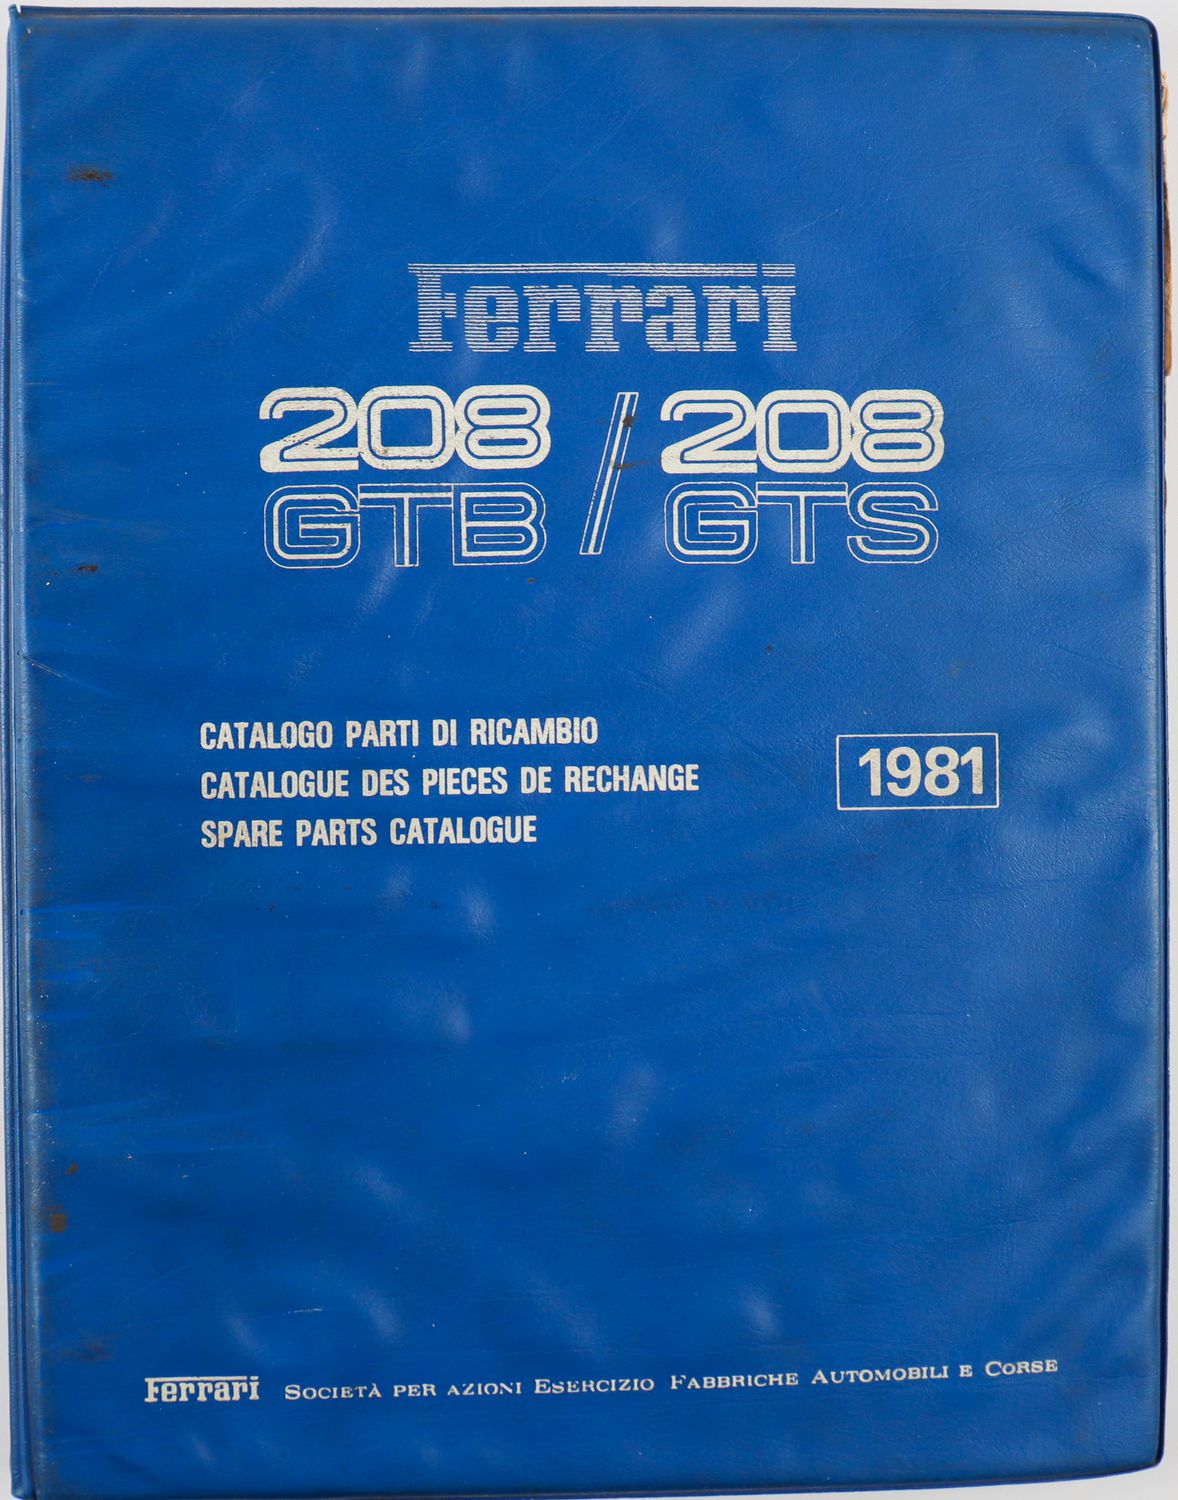 Ferrari
208 / 208
GTB / GTS
CATALOGO PARTI DI RICAMBIO
CATALOGUE DES PIECES DE RECHANGE
SPARE PARTS CATALOGUE
1981
Ferrari SOCIETÀ PER AZIONI ESERCIZIO FABBRICHE AUTOMOBILI E CORSE